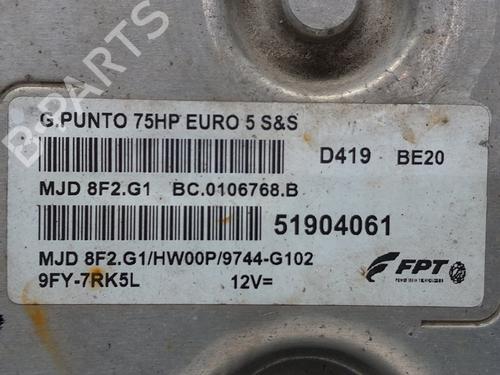 B-PARTS
G.PUNTO 75HP EURO 5 S&S
D419 BE20
MJD 8F2.G1 BC.0106768.B
51904061
MJD 8F2.G1/HW00P/9744-G102
9FY-7RK5L 12V=
FPT